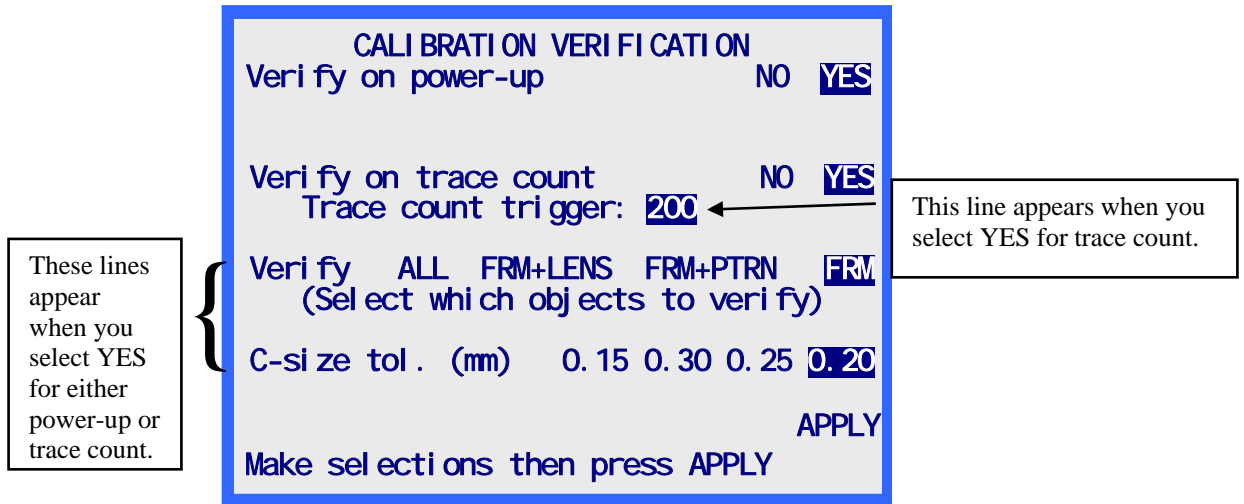 CALIBRATION VERIFICATION
Verify on power-up NO YES
Verify on trace count NO YES
Trace count trigger: 200
Verify ALL FRM+LENS FRM+PTRN FRM
(Select which objects to verify)
C-size tol. (mm) 0.15 0.30 0.25 0.20
APPLY
Make selections then press APPLY
These lines
appear
when you
select YES
for either
power-up or
trace count.
This line appears when you
select YES for trace count.